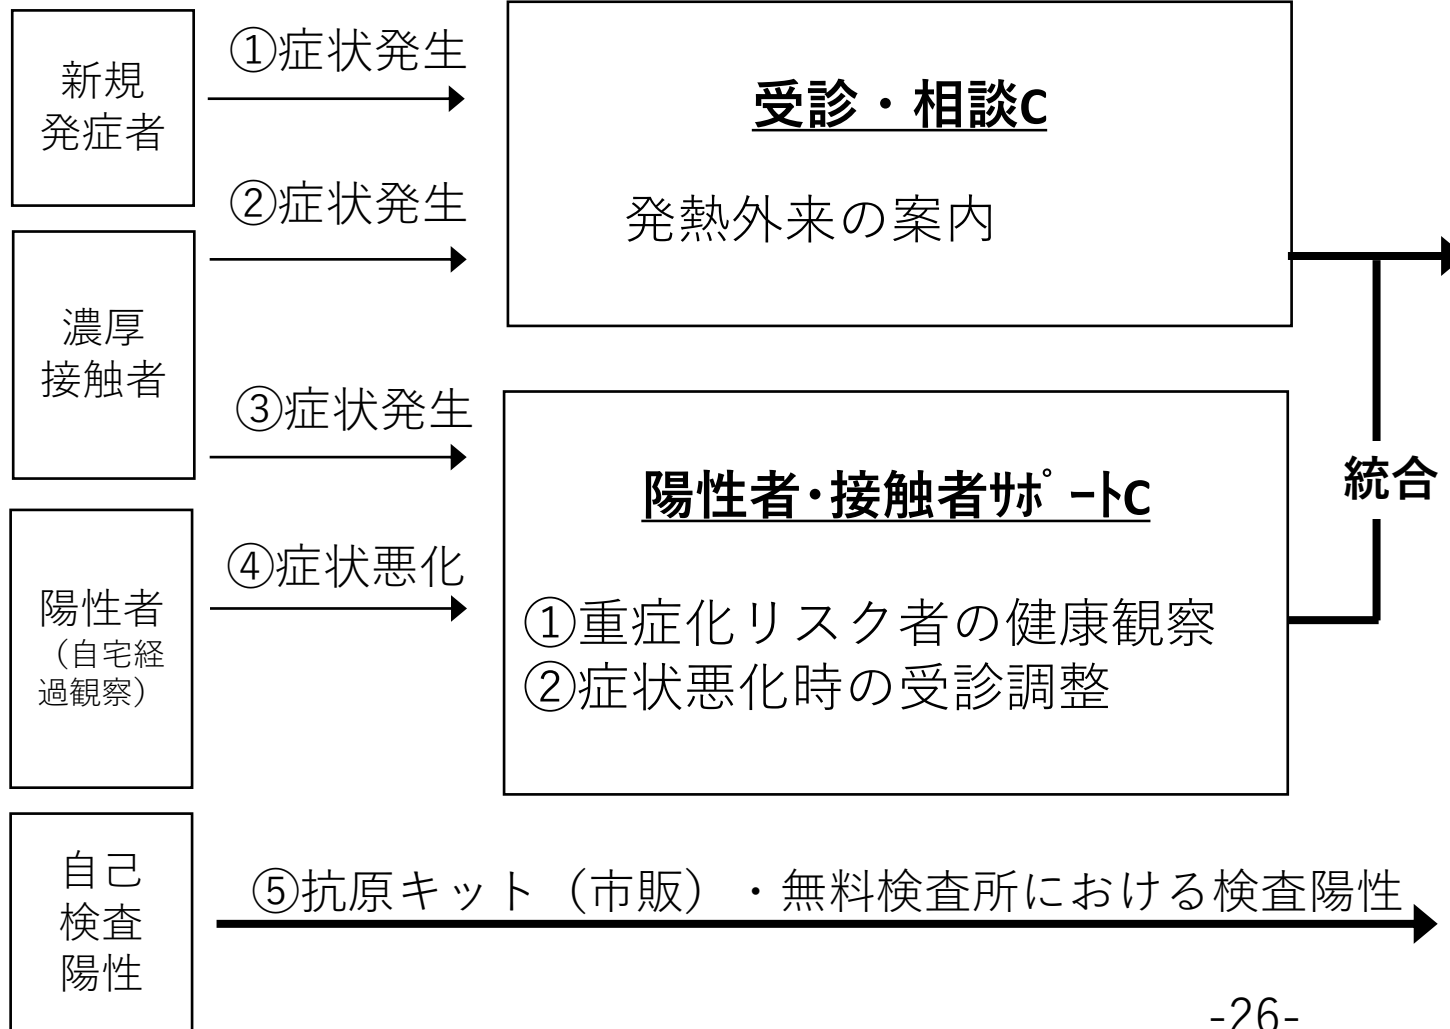 新規
発症者
①症状発生
受診・相談C
②症状発生
発熱外来の案内
濃厚
接触者
③症状発生
陽性者・接触者ｻﾎﾟｰﾄC
統合
④症状悪化
陽性者
（自宅経
過観察）
①重症化リスク者の健康観察
②症状悪化時の受診調整
自己
検査
陽性
⑤抗原キット（市販）・無料検査所における検査陽性
-26-